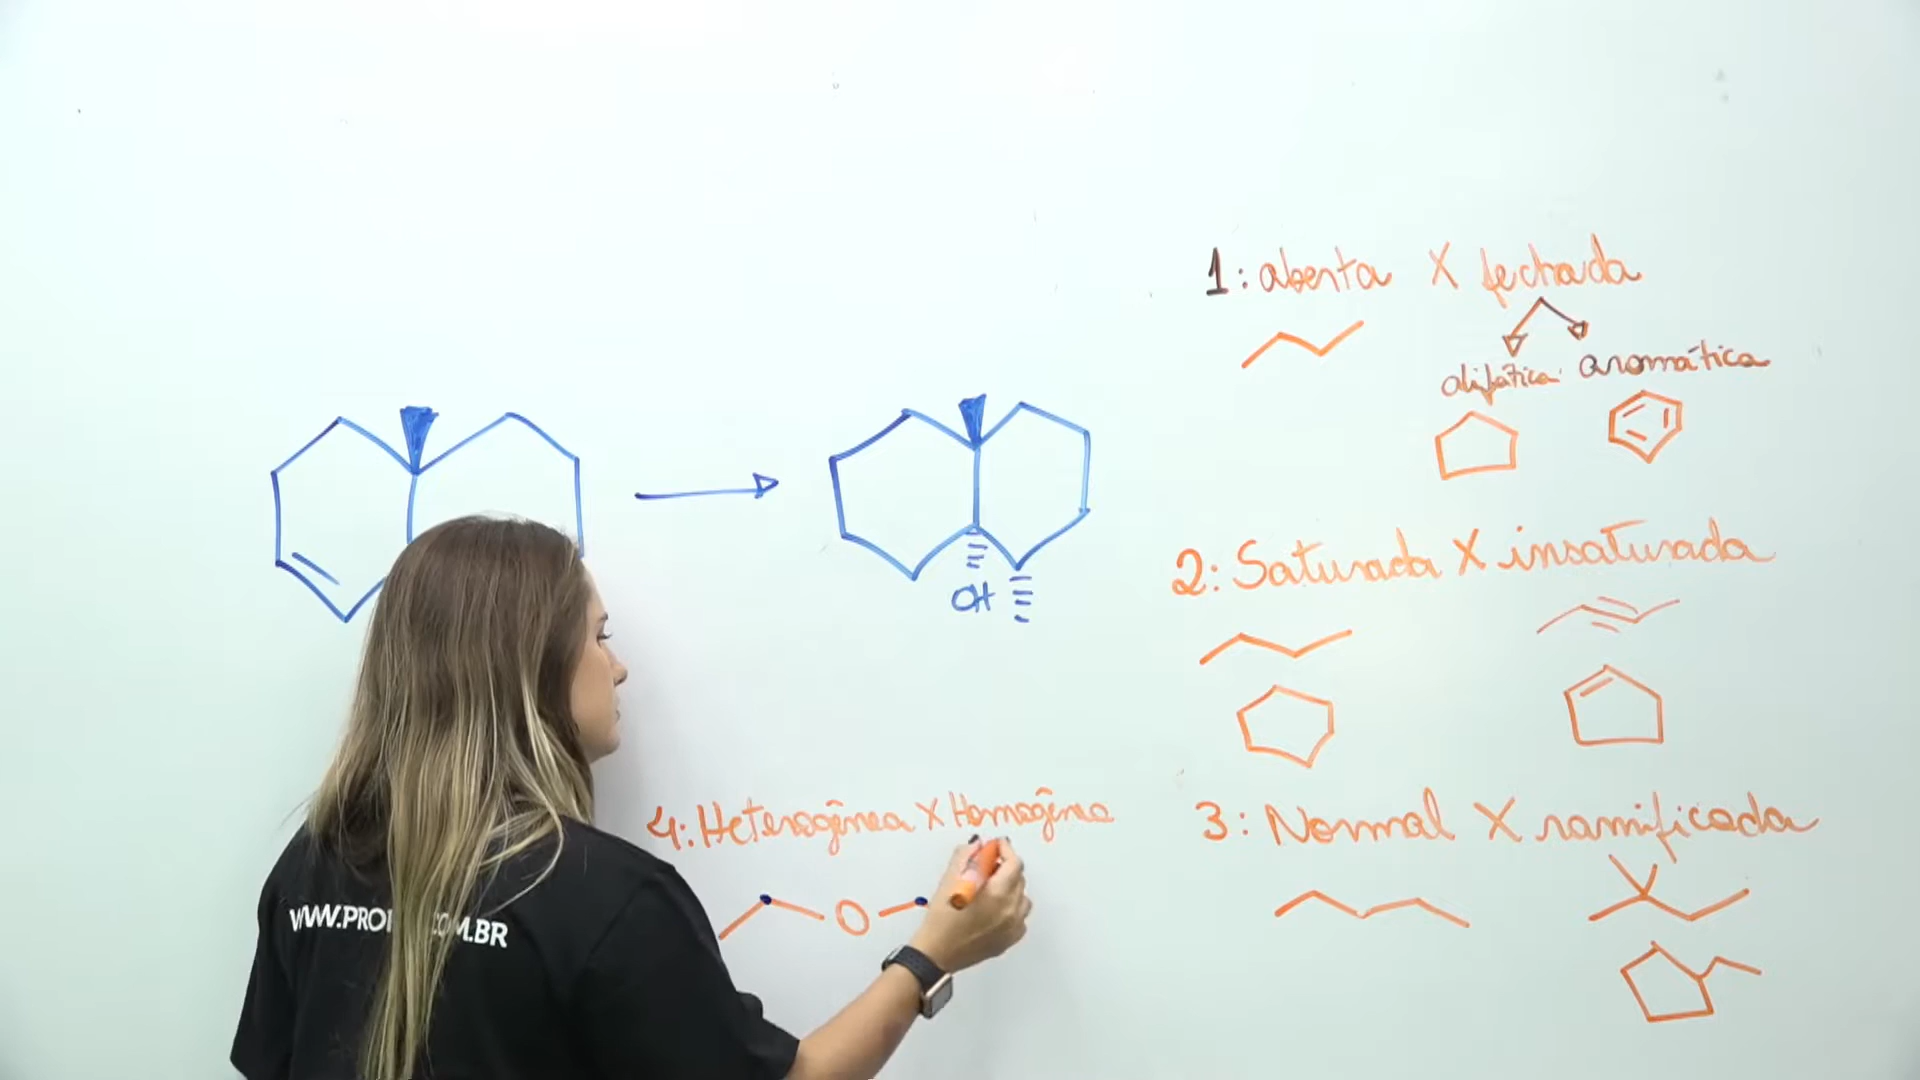 1: aberta X fechada
alifática aromática
2: Saturada X insaturada
OH
4: Heterogênea X Homogênea
3: Normal X ramificada
O
WWW.PRO .COM.BR